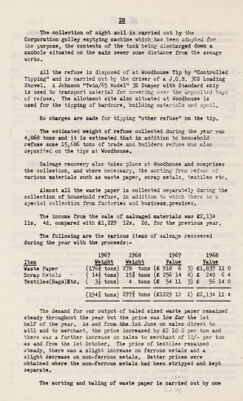 20
The collection of night soil is carried out by the
Corporation gulley emptying machine which has been adapted for
the purpose, the contents of the tank being discharged down a
manhole situated on the main sewer some distance from the sewage
works.
All the refuse is disposed of at Woodhouse Tip by "Controlled
Tipping" and is carried out by the driver of a J.C.B. 3CS Loading
Shovel. A Johnson "Twin/65 Model" 3E Dumper with Standard skip
is used to transport material for covering over the deposited bays
of refuse. The allotment site also situated at Woodhouse is
used for the tipping of hardcore, building materials and spoil.
No charges are made for tipping "other refuse" on the tip.
The estimated weight of refuse collected during the year was
4,868 tons and it is estimated that in addition to household
refuse some 15,686 tons of trade and builders refuse was also
deposited on the tips at Woodhouse.
Salvage recovery also takes place at Woodhouse and comprises
the collection, and where necessary, the sorting from refuse of
various materials such as waste paper, scrap metals, textiles etc.
Almost all the waste paper is collected separately during the
collection of household refuse, in addition to which there is a
special collection from factories and business premises.
The income from the sale of salvaged materials was £2,134
11s. 4d. compared with £1,229 12s. 2d. for the previous year.
The following are the various items of salvage recovered
during the year with the proceeds:-
1967 1968 1967 1968
Item Weight Weight Value Value
Waste Paper (176½ tons) 278 tons (£ 918 6 3) £1,837 11 0
Scrap Metals (14½ tons) 15½ tons (£ 256 14 8) £ 240 6 4
Textiles(Rags)Etc. (3½ tons) 4 tons (£ 54 11 3) £ 56 14 0
(194½ tons) 297½ tons (£1229 12 2) £2,134 11 4
The demand for our output of baled mixed waste paper remained
steady throughout the year but the price was low for the 1st
half of the year. As and from the 1st June on sales direct to
mill and to merchant, the price increased by £2 10 0 per ton and
there was a further increase on sales to merchant of 10/- per ton
as and from the 1st October. The price of textiles remained
steady, there was a slight increase on ferrous metals and a
slight decrease on non-ferrous metals. Better prices were
obtained where the non-ferrous metals had been stripped and kept
separate.
The sorting and baling of waste paper is carried out by one